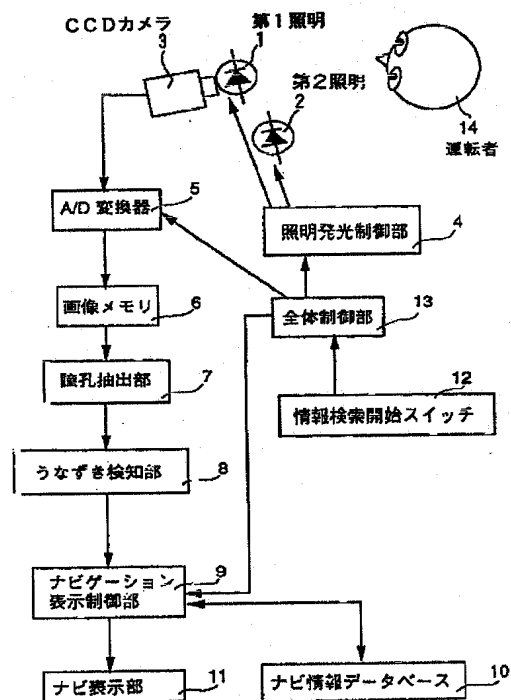 CCDカメラ
3
第1照明
1
第2照明
2
14
運転者
A/D 変換器
5
照明発光制御部
4
画像メモリ
6
全体制御部
13
瞳孔抽出部
7
12
情報検索開始スイッチ
うなずき検知部
8
ナビゲーション
表示制御部
9
ナビ表示部
11
ナビ情報データベース
10